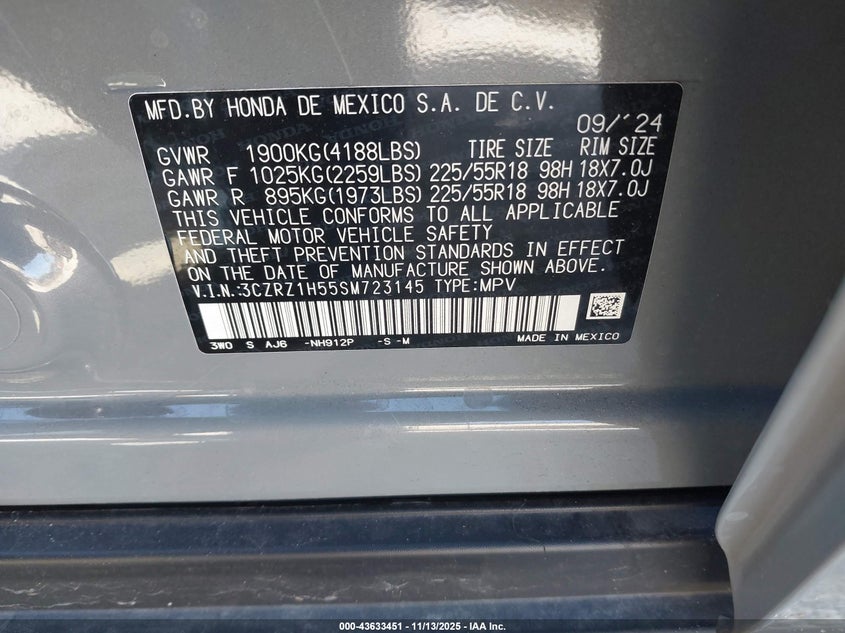 MFD.BY HONDA DE MEXICO S.A. DE C.V.
09/'24
GVWR 1900KG(4188LBS) TIRE SIZE RIM SIZE
GAWR F 1025KG(2259LBS) 225/55R18 98H 18X7.0J
GAWR R 895KG(1973LBS) 225/55R18 98H 18X7.0J
THIS VEHICLE CONFORMS TO ALL APPLICABLE
FEDERAL MOTOR VEHICLE SAFETY
AND THEFT PREVENTION STANDARDS IN EFFECT
ON THE DATE OF MANUFACTURE SHOWN ABOVE.
V.I.N.:3CZRZ1H55SM723145 TYPE:MPV
3W0 S AJ6 -NH912P -S -M MADE IN MEXICO
000-43633451 | 11/13/2025 - IAA Inc.